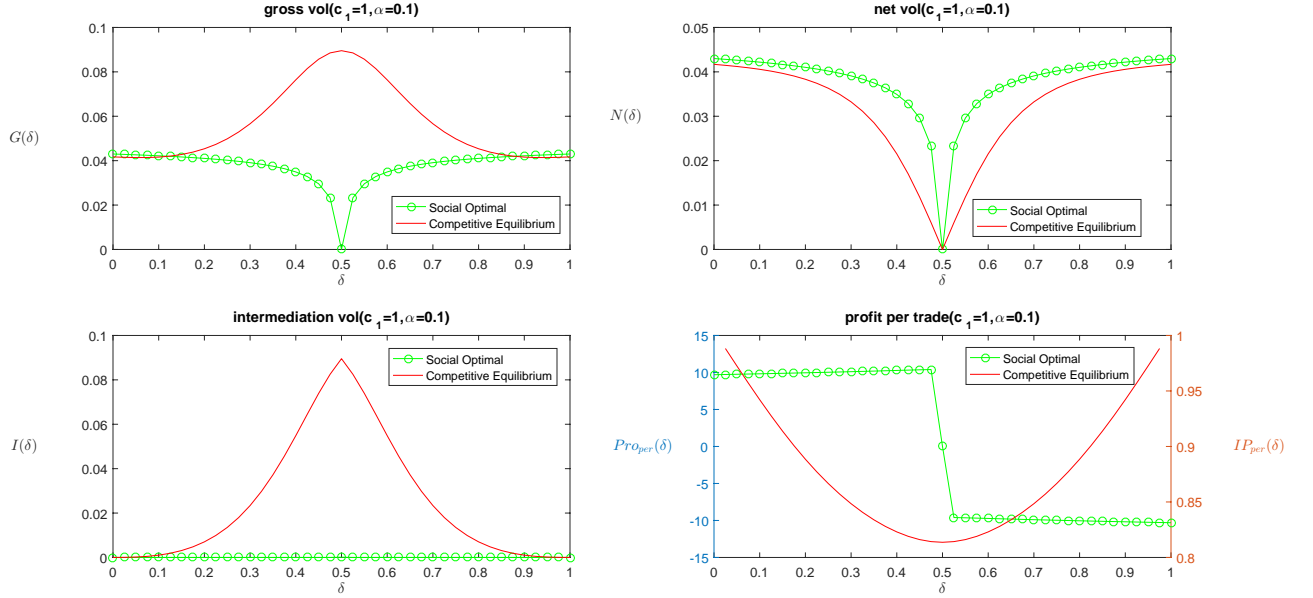 gross vol(c_1=1,α=0.1)
G(δ)
0.1
0.08
0.06
0.04
0.02
0
Social Optimal
Competitive Equilibrium
0 0.1 0.2 0.3 0.4 0.5 0.6 0.7 0.8 0.9 1
δ
net vol(c_1=1,α=0.1)
N(δ)
0.05
0.04
0.03
0.02
0.01
0
Social Optimal
Competitive Equilibrium
0 0.1 0.2 0.3 0.4 0.5 0.6 0.7 0.8 0.9 1
δ
intermediation vol(c_1=1,α=0.1)
I(δ)
0.1
0.08
0.06
0.04
0.02
0
Social Optimal
Competitive Equilibrium
0 0.1 0.2 0.3 0.4 0.5 0.6 0.7 0.8 0.9 1
δ
profit per trade(c_1=1,α=0.1)
Pro_per(δ)
15
10
5
0
-5
-10
-15
Social Optimal
Competitive Equilibrium
1
0.95
0.9
0.85
0.8
IP_per(δ)
0 0.1 0.2 0.3 0.4 0.5 0.6 0.7 0.8 0.9 1
δ